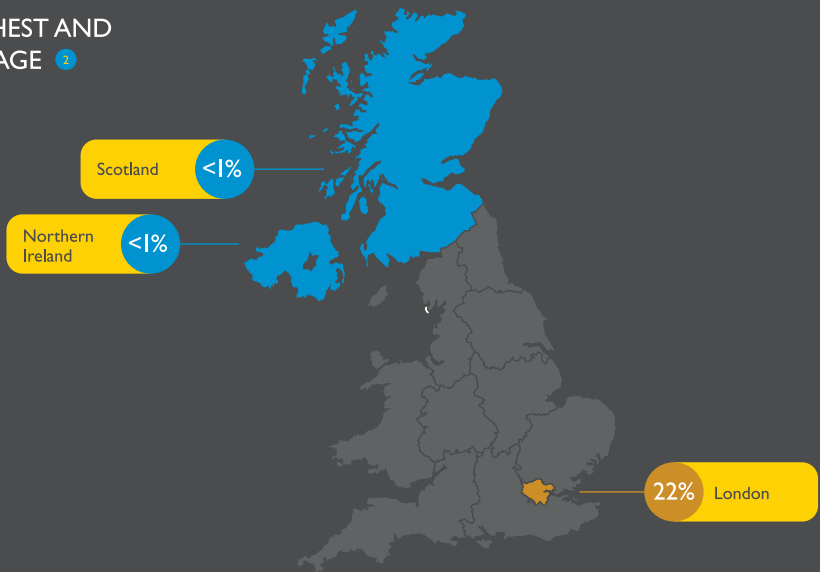 HEST AND
AGE 2
Scotland <1%
Northern
Ireland <1%
22% London